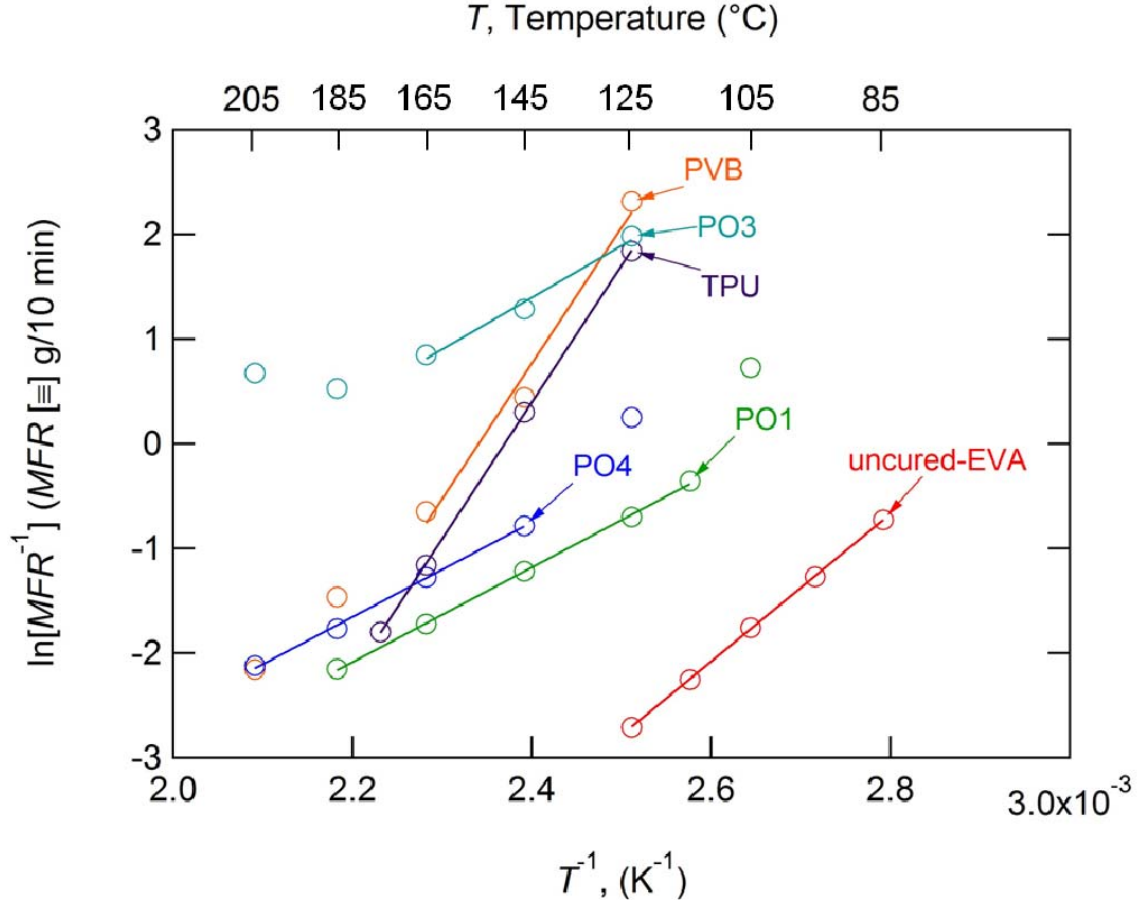 T, Temperature (°C)
205 185 165 145 125 105 85
3
2
1
0
-1
-2
-3
ln[MFR⁻¹] (MFR [≡] g/10 min)
PVB
PO3
TPU
PO1
PO4
uncured-EVA
2.0 2.2 2.4 2.6 2.8 3.0x10⁻³
T⁻¹, (K⁻¹)